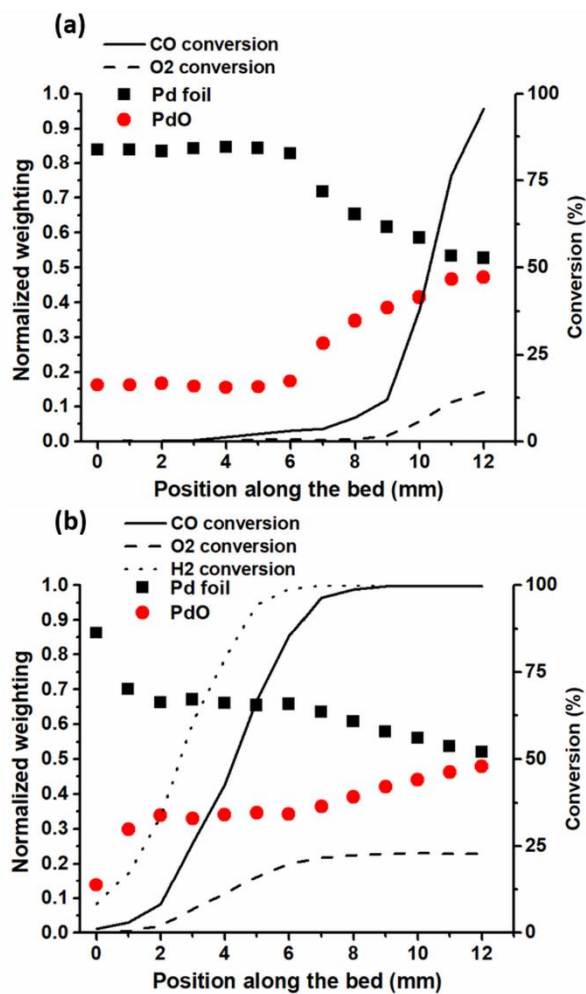 (a)
CO conversion
O2 conversion
Pd foil
PdO
1.0
0.9
0.8
0.7
0.6
0.5
0.4
0.3
0.2
0.1
0.0
Normalized weighting
100
75
50
25
0
Conversion (%)
0 2 4 6 8 10 12
Position along the bed (mm)
(b)
CO conversion
O2 conversion
H2 conversion
Pd foil
PdO
1.0
0.9
0.8
0.7
0.6
0.5
0.4
0.3
0.2
0.1
0.0
Normalized weighting
100
75
50
25
0
Conversion (%)
0 2 4 6 8 10 12
Position along the bed (mm)